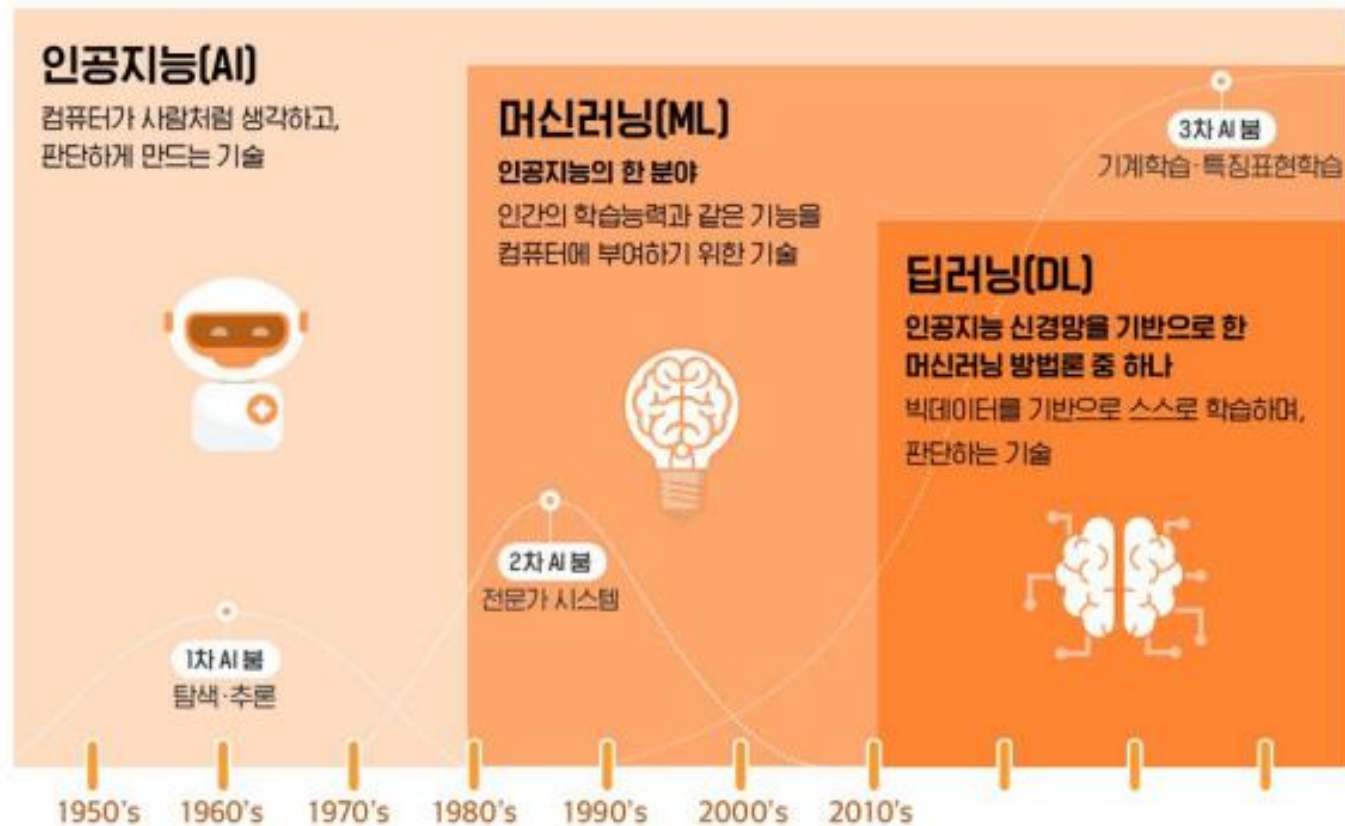 인공지능(AI)
컴퓨터가 사람처럼 생각하고,
판단하게 만드는 기술
머신러닝(ML)
인공지능의 한 분야
인간의 학습능력과 같은 기능을
컴퓨터에 부여하기 위한 기술
3차 AI 붐
기계학습·특징표현학습
딥러닝(DL)
인공지능 신경망을 기반으로 한
머신러닝 방법론 중 하나
빅데이터를 기반으로 스스로 학습하며,
판단하는 기술
2차 AI 붐
전문가 시스템
1차 AI 붐
탐색·추론
1950's 1960's 1970's 1980's 1990's 2000's 2010's